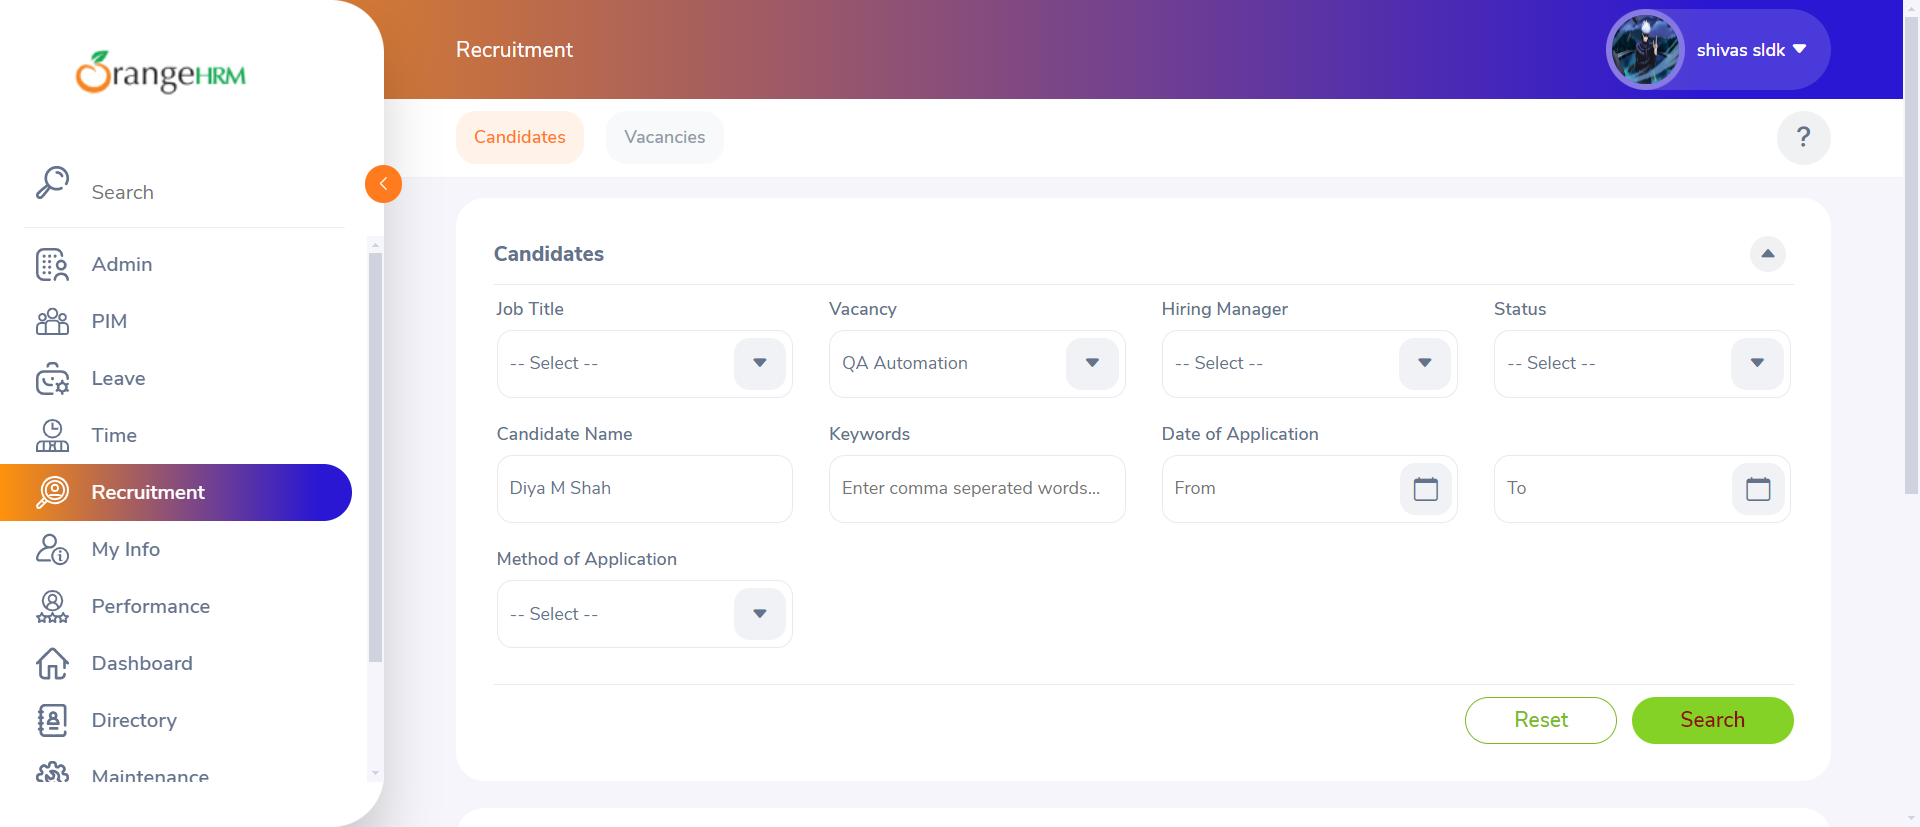 OrangeHRM
Recruitment
shivas sldk
Candidates
Vacancies
?
Search
Admin
PIM
Leave
Time
Recruitment
My Info
Performance
Dashboard
Directory
Maintenance
Candidates
Job Title
Vacancy
Hiring Manager
Status
-- Select --
QA Automation
-- Select --
-- Select --
Candidate Name
Keywords
Date of Application
Diya M Shah
Enter comma seperated words...
From
To
Method of Application
-- Select --
Reset
Search